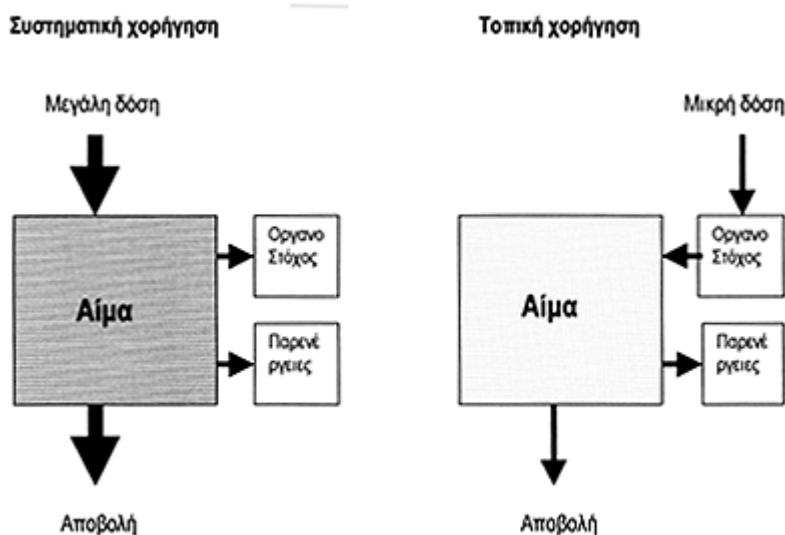 Συστηματική χορήγηση
Μεγάλη δόση
Αίμα
Οργανο
Στόχος
Παρενέ
ργειες
Αποβολή
Τοπική χορήγηση
Μικρή δόση
Αίμα
Οργανο
Στόχος
Παρενέ
ργειες
Αποβολή